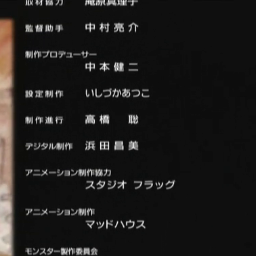 取材協力 滝原真理子
監督助手 中村亮介
制作プロデューサー
中本健二
設定制作 いしづかあつこ
制作進行 高橋 聡
デジタル制作 浜田昌美
アニメーション制作協力
スタジオ フラッグ
アニメーション制作
マッドハウス
モンスター製作委員会